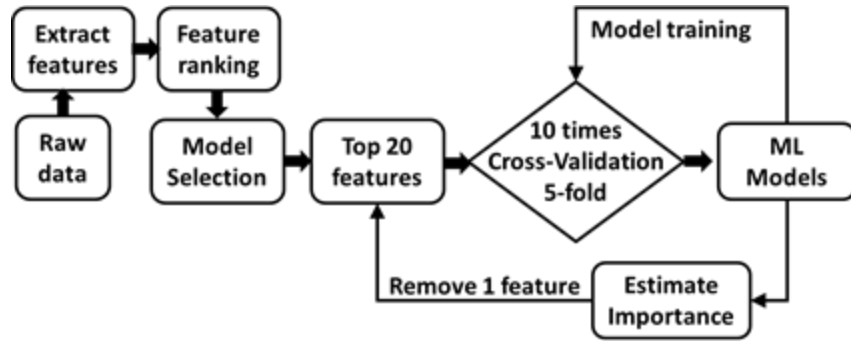 Extract
features
Feature
ranking
Model training
Raw
data
Model
Selection
Top 20
features
10 times
Cross-Validation
5-fold
ML
Models
Remove 1 feature
Estimate
Importance